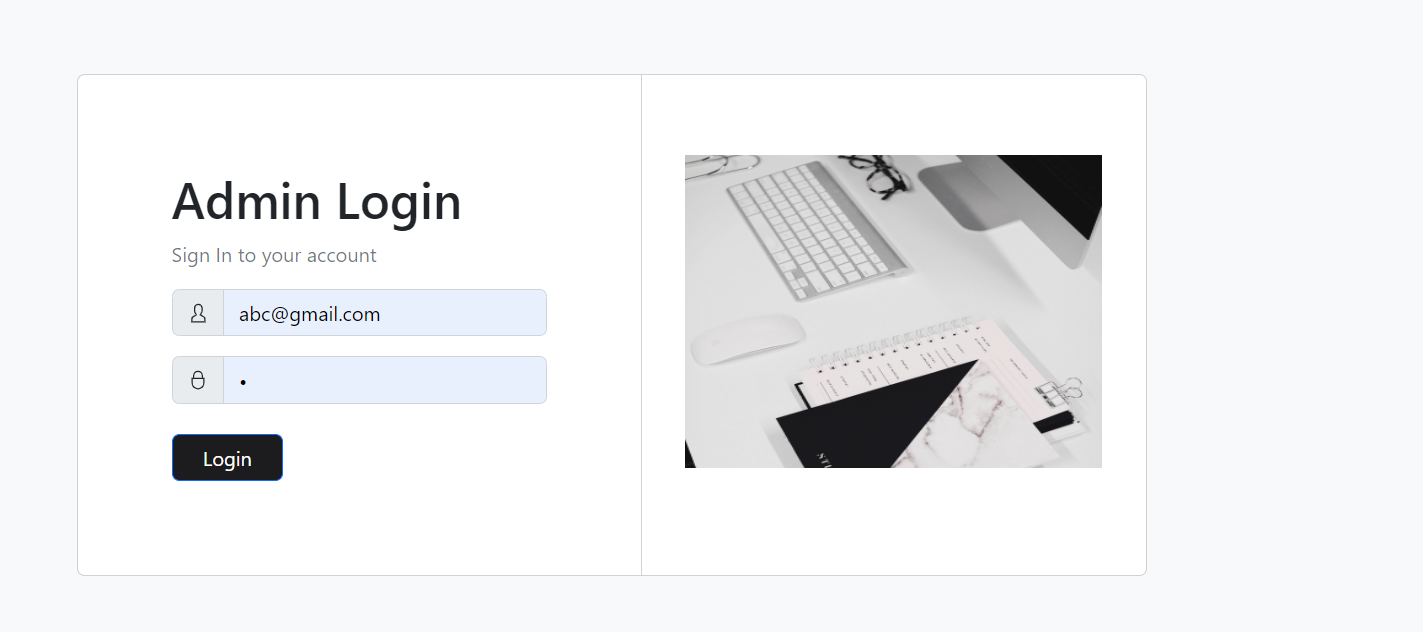 Admin Login
Sign In to your account
abc@gmail.com
•
Login